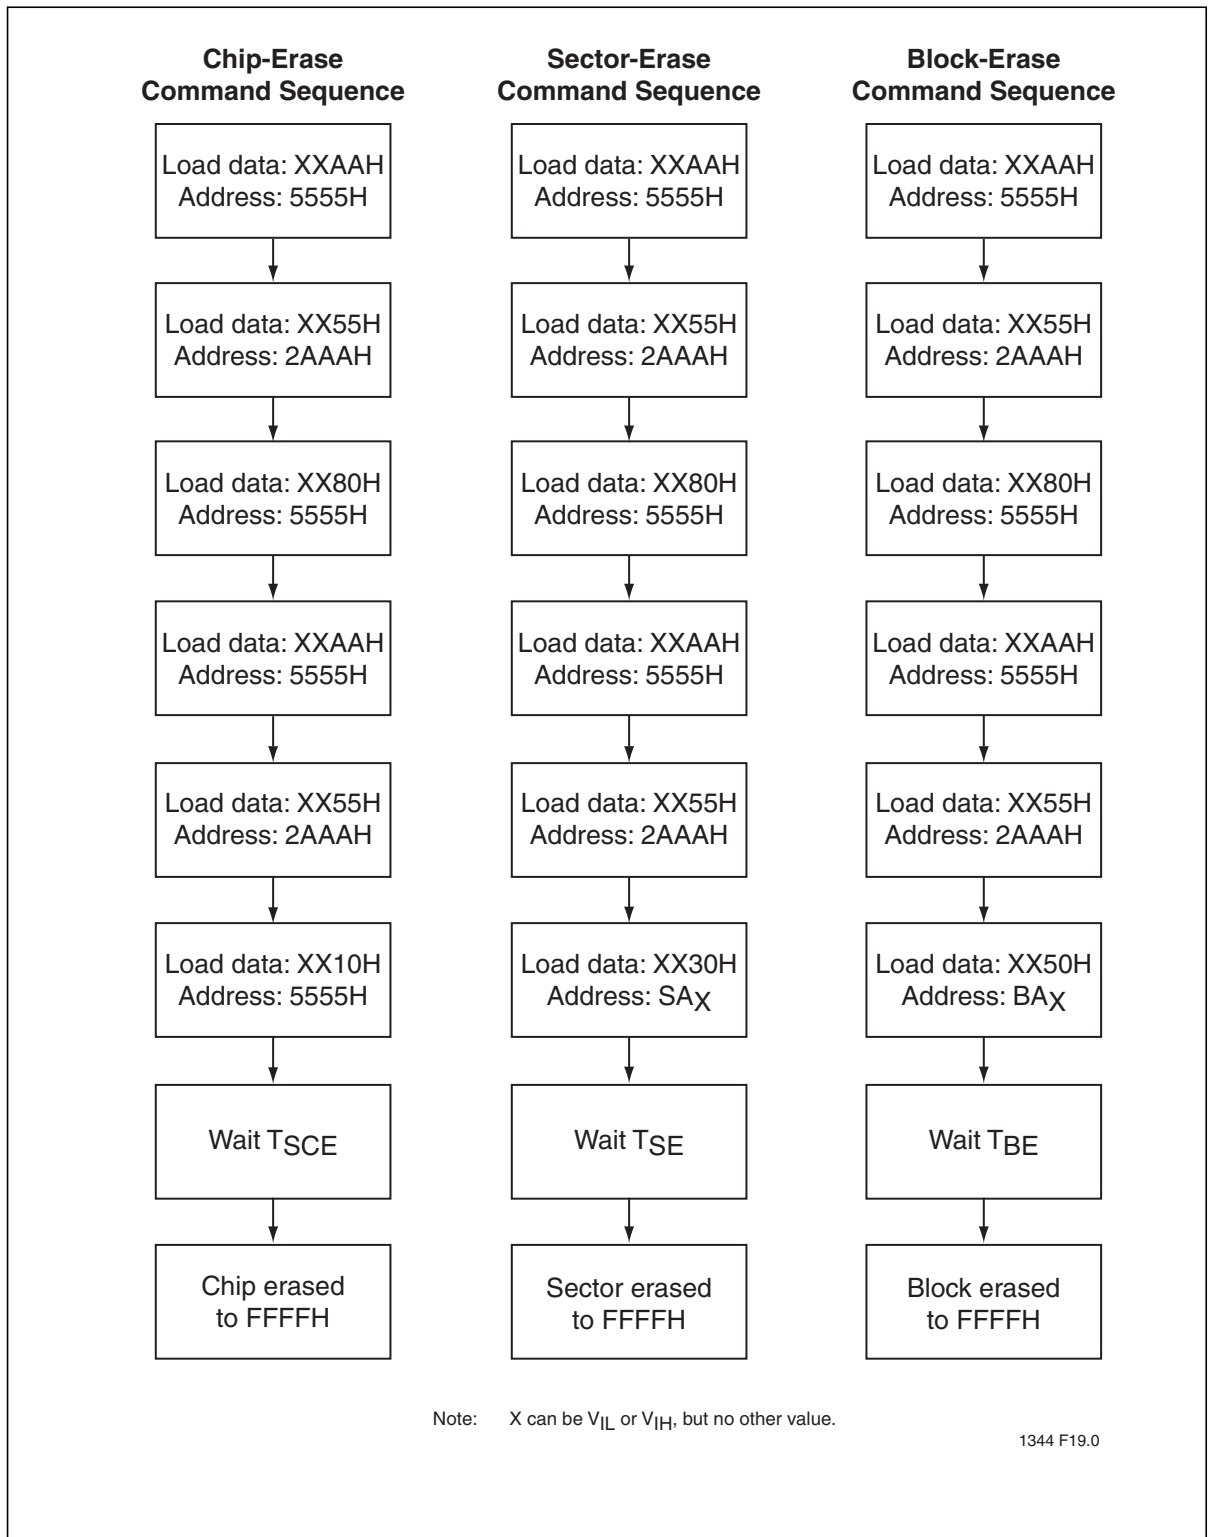 Chip-Erase
Command Sequence
Load data: XXAAH
Address: 5555H
Load data: XX55H
Address: 2AAAH
Load data: XX80H
Address: 5555H
Load data: XXAAH
Address: 5555H
Load data: XX55H
Address: 2AAAH
Load data: XX10H
Address: 5555H
Wait TSCE
Chip erased
to FFFFH
Sector-Erase
Command Sequence
Load data: XXAAH
Address: 5555H
Load data: XX55H
Address: 2AAAH
Load data: XX80H
Address: 5555H
Load data: XXAAH
Address: 5555H
Load data: XX55H
Address: 2AAAH
Load data: XX30H
Address: SAX
Wait TSE
Sector erased
to FFFFH
Block-Erase
Command Sequence
Load data: XXAAH
Address: 5555H
Load data: XX55H
Address: 2AAAH
Load data: XX80H
Address: 5555H
Load data: XXAAH
Address: 5555H
Load data: XX55H
Address: 2AAAH
Load data: XX50H
Address: BAX
Wait TBE
Block erased
to FFFFH
Note: X can be VIL or VIH, but no other value.
1344 F19.0